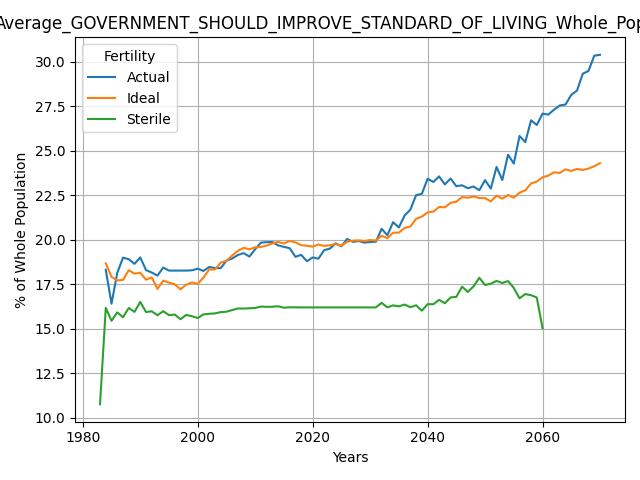 Average_GOVERNMENT_SHOULD_IMPROVE_STANDARD_OF_LIVING_Whole_Pop
Fertility
Actual
Ideal
Sterile
% of Whole Population
30.0
27.5
25.0
22.5
20.0
17.5
15.0
12.5
10.0
1980
2000
2020
2040
2060
Years